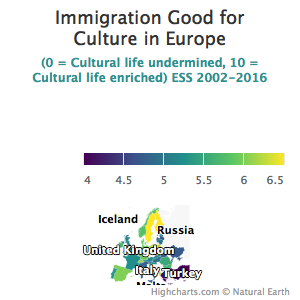 Immigration Good for
Culture in Europe
(0 = Cultural life undermined, 10 =
Cultural life enriched) ESS 2002-2016
4 4.5 5 5.5 6 6.5
Iceland
Russia
United Kingdom
Italy
Turkey
Highcharts.com © Natural Earth